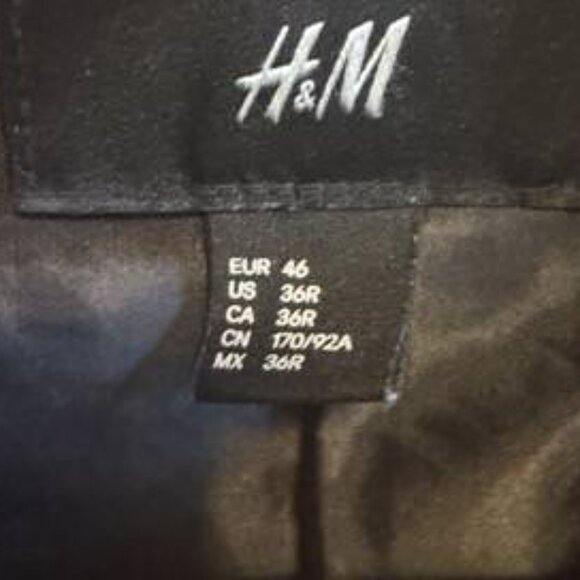 H&M
EUR 46
US 36R
CA 36R
CN 170/92A
MX 36R